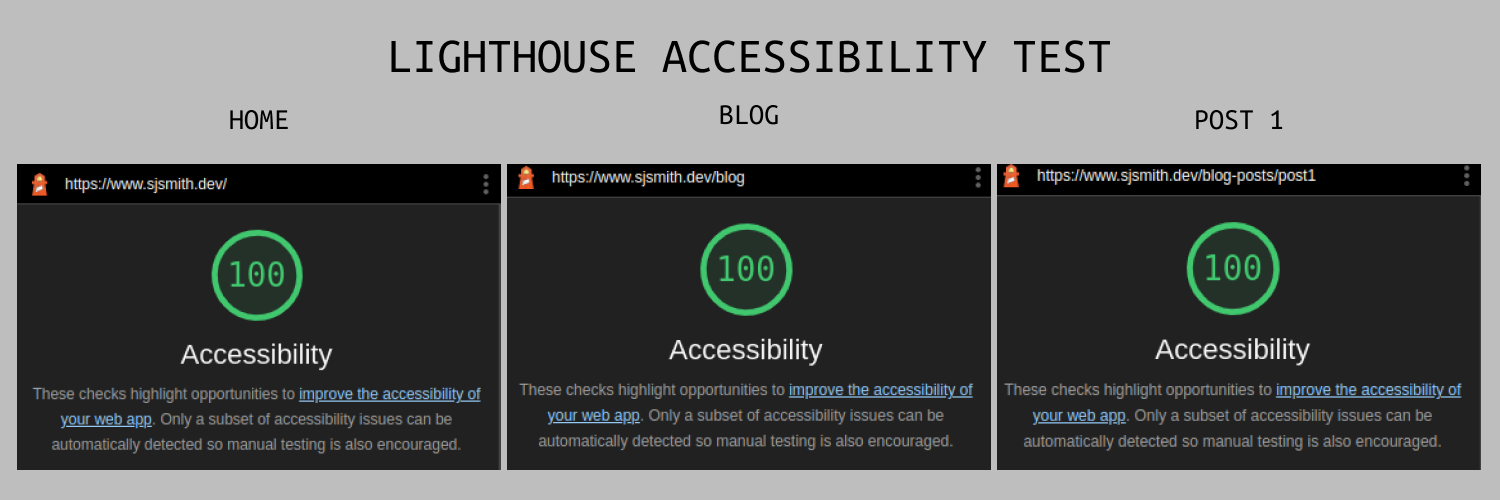 LIGHTHOUSE ACCESSIBILITY TEST
HOME
BLOG
POST 1
https://www.sjsmith.dev/
100
Accessibility
These checks highlight opportunities to improve the accessibility of
your web app. Only a subset of accessibility issues can be
automatically detected so manual testing is also encouraged.
https://www.sjsmith.dev/blog
100
Accessibility
These checks highlight opportunities to improve the accessibility of
your web app. Only a subset of accessibility issues can be
automatically detected so manual testing is also encouraged.
https://www.sjsmith.dev/blog-posts/post1
100
Accessibility
These checks highlight opportunities to improve the accessibility of
your web app. Only a subset of accessibility issues can be
automatically detected so manual testing is also encouraged.